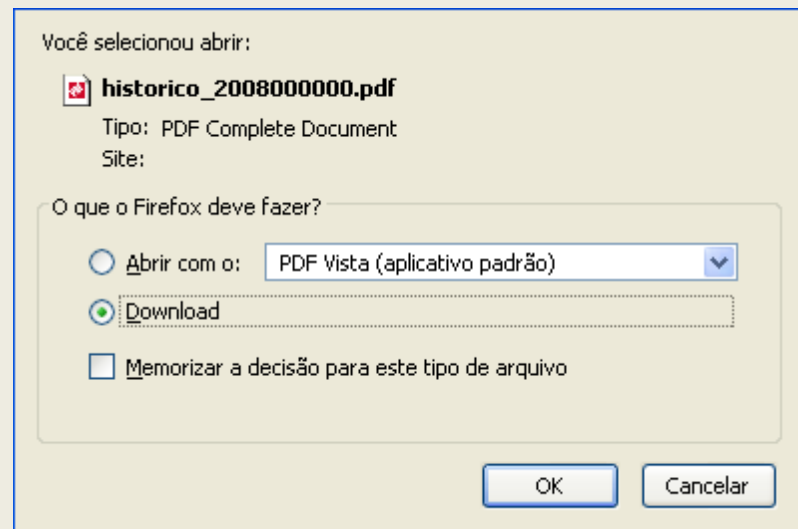 Você selecionou abrir:
historico_2008000000.pdf
Tipo: PDF Complete Document
Site:
O que o Firefox deve fazer?
Abrir com o: PDF Vista (aplicativo padrão)
Download
Memorizar a decisão para este tipo de arquivo
OK Cancelar